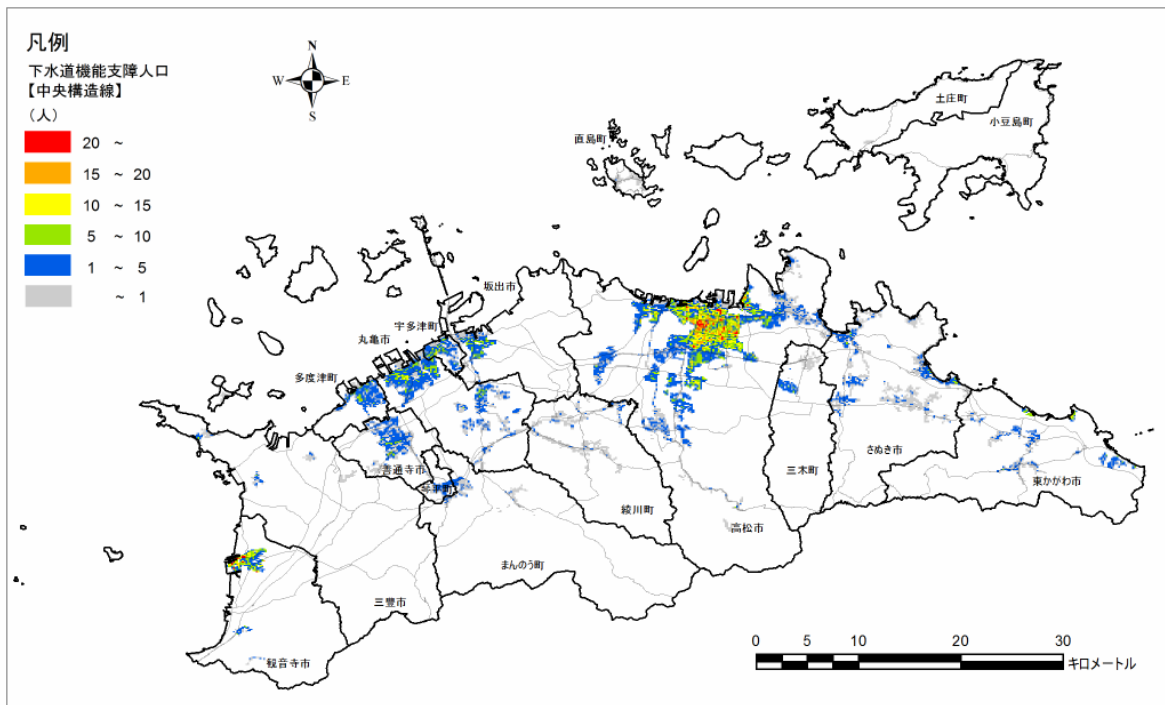 凡例
下水道機能支障人口
【中央構造線】
(人)
20 ~
15 ~ 20
10 ~ 15
5 ~ 10
1 ~ 5
~ 1
N
W E
S
土庄町
小豆島町
直島町
坂出市
宇多津町
丸亀市
多度津町
善通寺市
さぬき市
三木町
東かがわ市
綾川町
高松市
まんのう町
三豊市
観音寺市
0 5 10 20 30
キロメートル